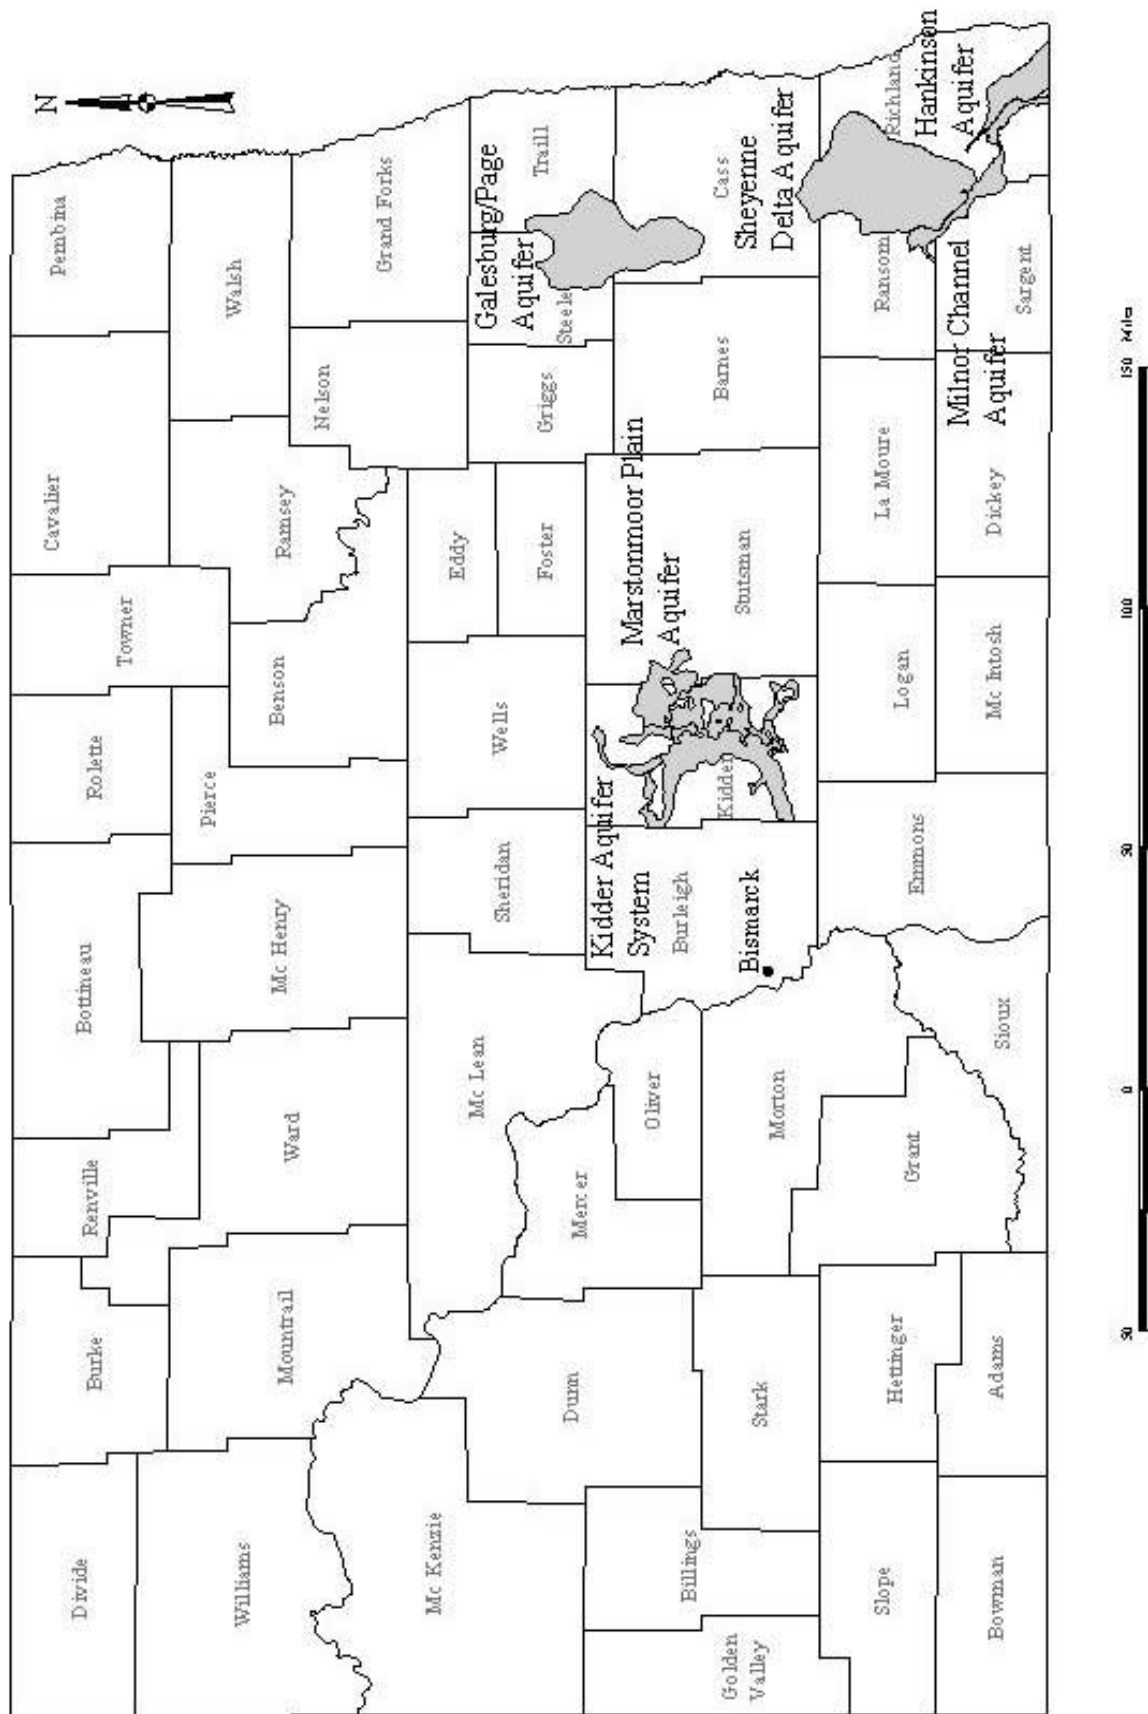 N
Divide
Burke
Renville
Bottineau
Rolette
Towner
Cavalier
Pembina
Williams
Mountrail
Ward
Mc Henry
Pierce
Benson
Ramsey
Walsh
Nelson
Grand Forks
Mc Kenzie
Dunn
Mercer
Mc Lean
Sheridan
Wells
Eddy
Foster
Griggs
Steele
Traill
Galesburg/Page
Aquifer
Golden
Valley
Billings
Stark
Oliver
Morton
Burleigh
Bismarck
Kidder Aquifer
System
Kidder
Marstonmoor Plain
Aquifer
Stutsman
Barnes
Cass
Sheyenne
Delta Aquifer
Slope
Hettinger
Grant
Sioux
Emmons
Logan
La Moure
Ransom
Richland
Hankinson
Aquifer
Bowman
Adams
Mc Intosh
Dickey
Milnor Channel
Aquifer
Sargent
50
0
50
100
150 Miles